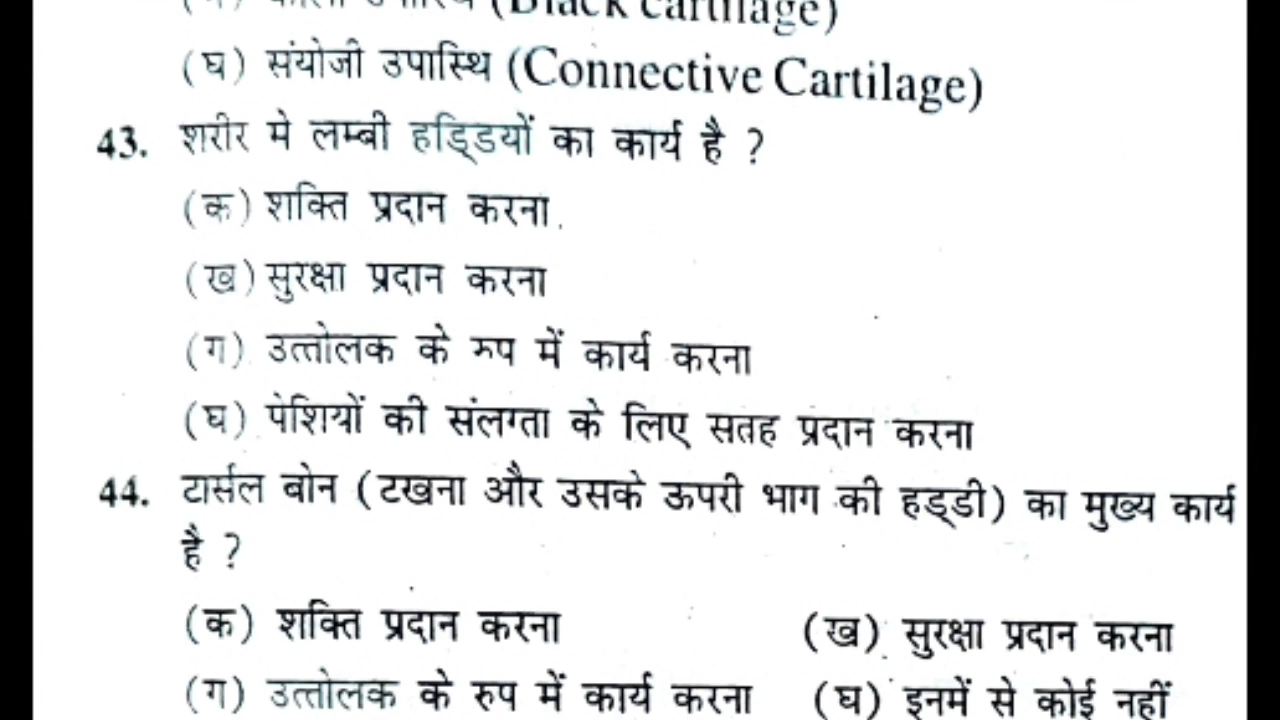 (Black cartilage)
(घ) संयोजी उपास्थि (Connective Cartilage)
43. शरीर मे लम्बी हड्डियों का कार्य है ?
(क) शक्ति प्रदान करना
(ख) सुरक्षा प्रदान करना
(ग) उत्तोलक के रूप में कार्य करना
(घ) पेशियों की संलग्ता के लिए सतह प्रदान करना
44. टार्सल बोन (टखना और उसके ऊपरी भाग की हड्डी) का मुख्य कार्य
है ?
(क) शक्ति प्रदान करना (ख) सुरक्षा प्रदान करना
(ग) उत्तोलक के रुप में कार्य करना (घ) इनमें से कोई नहीं